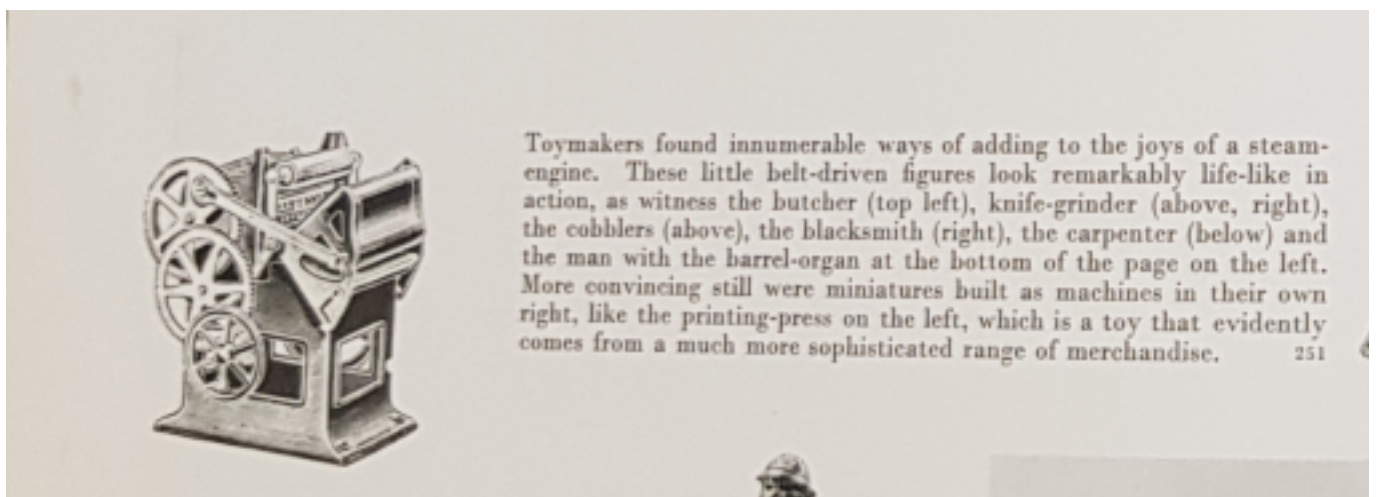 Toymakers found innumerable ways of adding to the joys of a steam-
engine. These little belt-driven figures look remarkably life-like in
action, as witness the butcher (top left), knife-grinder (above, right),
the cobblers (above), the blacksmith (right), the carpenter (below) and
the man with the barrel-organ at the bottom of the page on the left.
More convincing still were miniatures built as machines in their own
right, like the printing-press on the left, which is a toy that evidently
comes from a much more sophisticated range of merchandise. 251